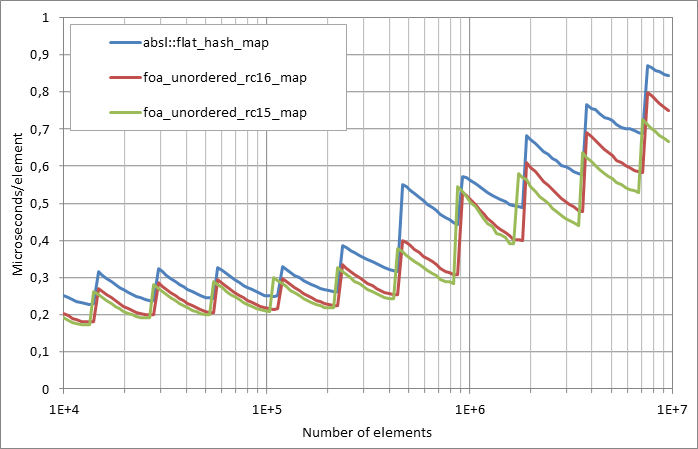 1
0,9
0,8
0,7
0,6
0,5
0,4
0,3
0,2
0,1
0
Microseconds/element
absl::flat_hash_map
foa_unordered_rc16_map
foa_unordered_rc15_map
1E+4 1E+5 1E+6 1E+7
Number of elements